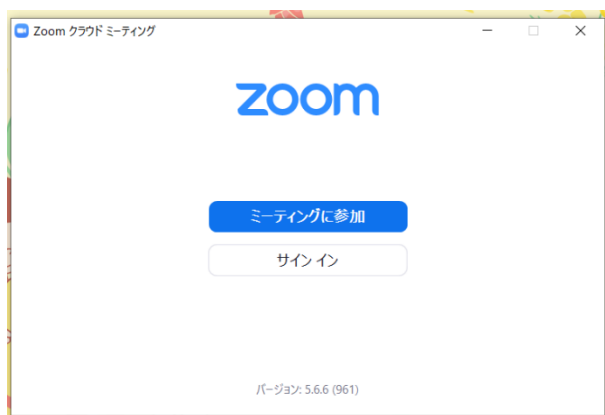 Zoom クラウド ミーティング
zoom
ミーティングに参加
サイン イン
バージョン: 5.6.6 (961)